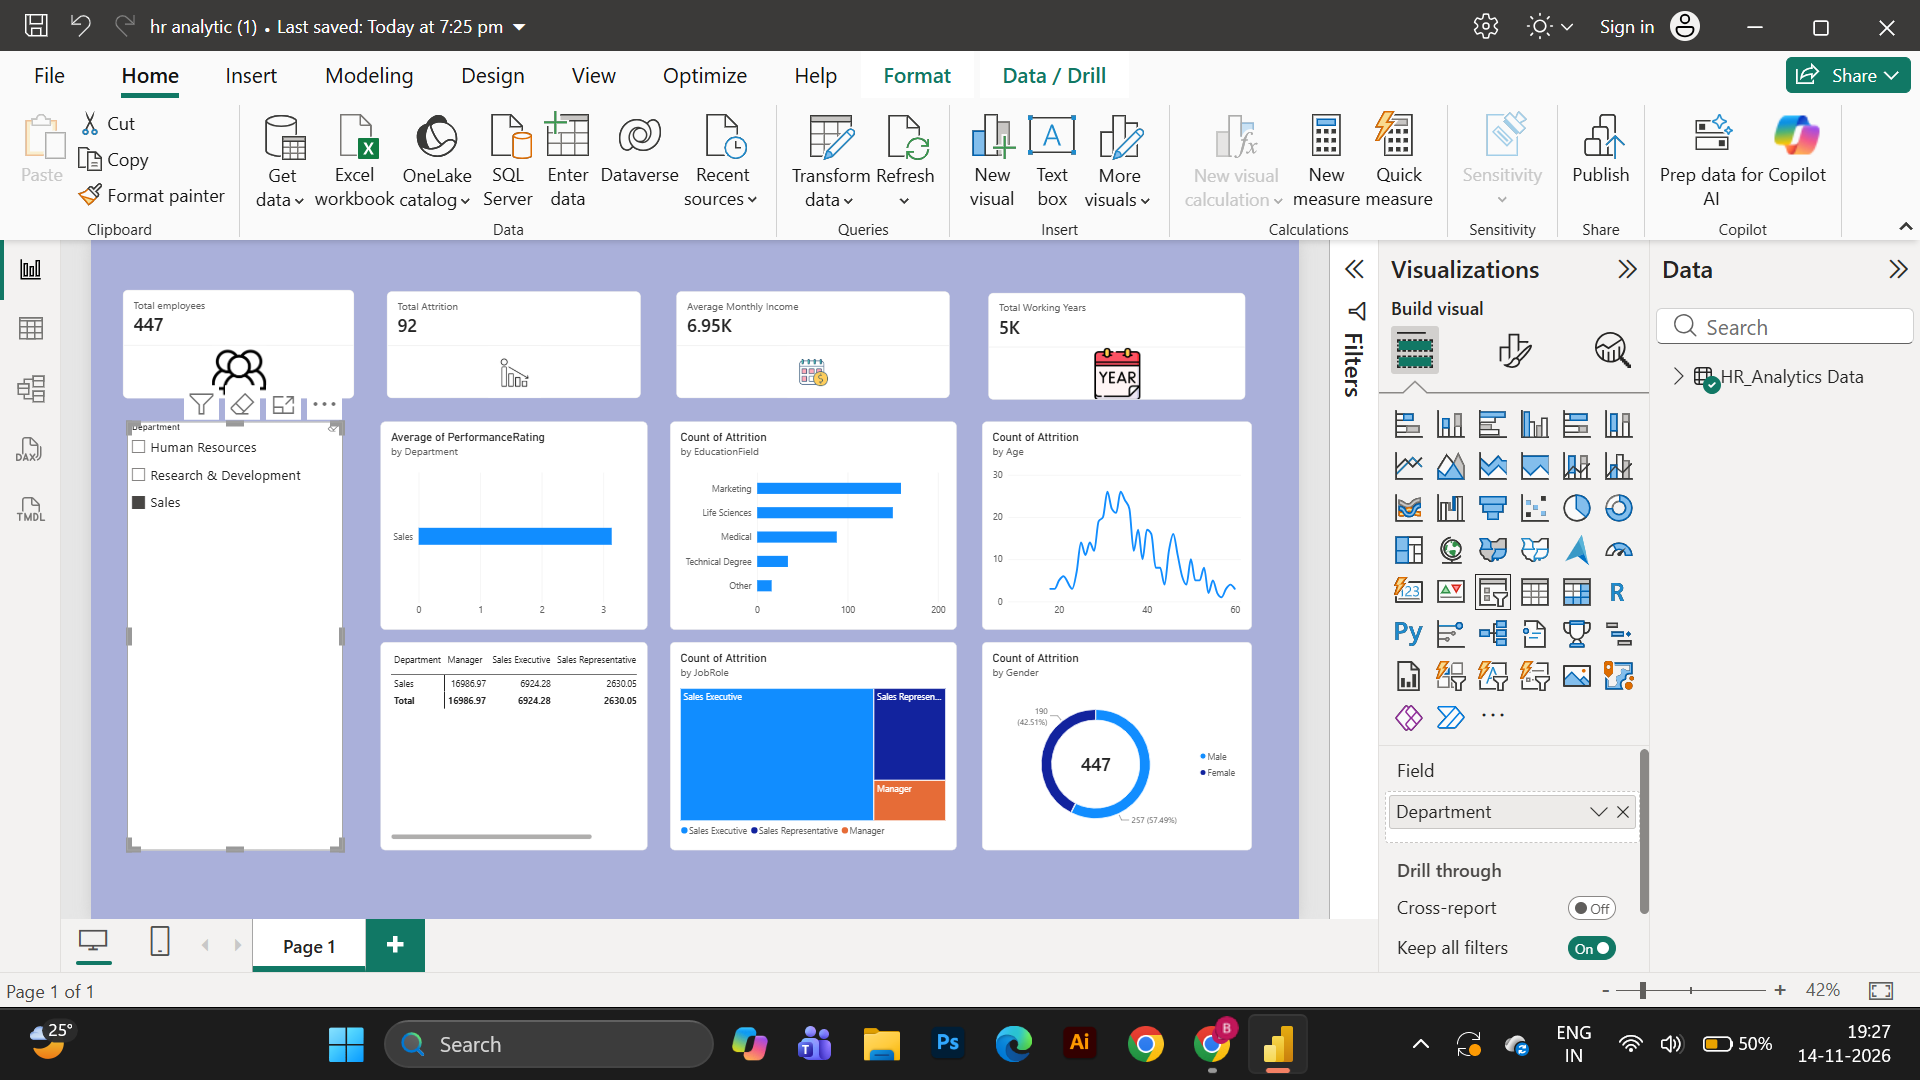 hr analytic (1) • Last saved: Today at 7:25 pm
Sign in
File Home Insert Modeling Design View Optimize Help Format Data / Drill
Share
Paste
Cut
Copy
Format painter
Clipboard
Get data
Excel workbook
OneLake catalog
SQL Server
Enter data
Dataverse
Recent sources
Data
Transform data
Refresh
Queries
New visual
Text box
More visuals
Insert
New visual calculation
New measure
Quick measure
Calculations
Sensitivity
Sensitivity
Publish
Share
Prep data for AI
Copilot
Copilot
DAX
TMDL
Total employees
447
Total Attrition
92
Average Monthly Income
6.95K
Total Working Years
5K
YEAR
Department
Human Resources
Research & Development
Sales
Average of PerformanceRating
by Department
Sales
0 1 2 3
Count of Attrition
by EducationField
Marketing
Life Sciences
Medical
Technical Degree
Other
0 100 200
Count of Attrition
by Age
30
20
10
0
20 40 60
Department Manager Sales Executive Sales Representative
Sales 16986.97 6924.28 2630.05
Total 16986.97 6924.28 2630.05
Count of Attrition
by JobRole
Sales Executive
Sales Represen...
Manager
Sales Executive Sales Representative Manager
Count of Attrition
by Gender
190
(42.51%)
447
257 (57.49%)
Male
Female
Filters
Visualizations
Build visual
123
R
Py
Field
Department
Drill through
Cross-report
Off
Keep all filters
On
Data
Search
HR_Analytics Data
Page 1
Page 1 of 1
- + 42%
25°
Search
T
Ps
Ai
B
ENG
IN
50%
19:27
14-11-2026